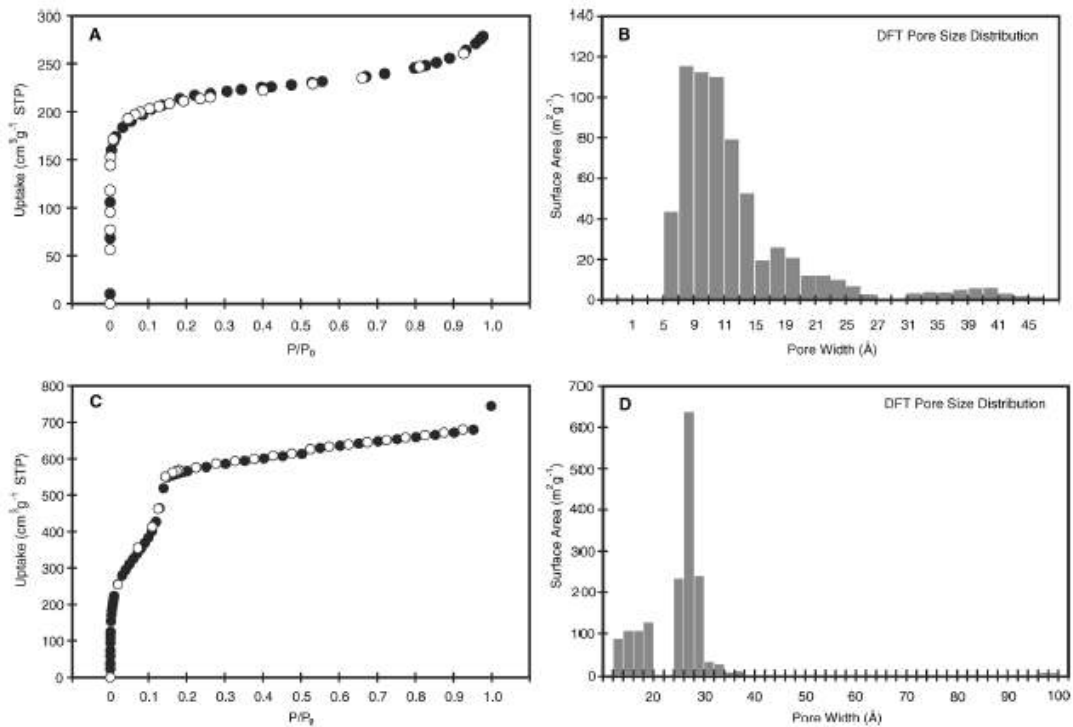 A
300
250
200
150
100
50
0
Uptake (cm³g⁻¹ STP)
0 0.1 0.2 0.3 0.4 0.5 0.6 0.7 0.8 0.9 1.0
P/P₀
B
DFT Pore Size Distribution
140
120
100
80
60
40
20
0
Surface Area (m²g⁻¹)
1 5 9 11 15 19 21 25 27 31 35 39 41 45
Pore Width (Å)
C
800
700
600
500
400
300
200
100
0
Uptake (cm³g⁻¹ STP)
0 0.1 0.2 0.3 0.4 0.5 0.6 0.7 0.8 0.9 1.0
P/P₀
D
DFT Pore Size Distribution
700
600
500
400
300
200
100
0
Surface Area (m²g⁻¹)
20 30 40 50 60 70 80 90 100
Pore Width (Å)